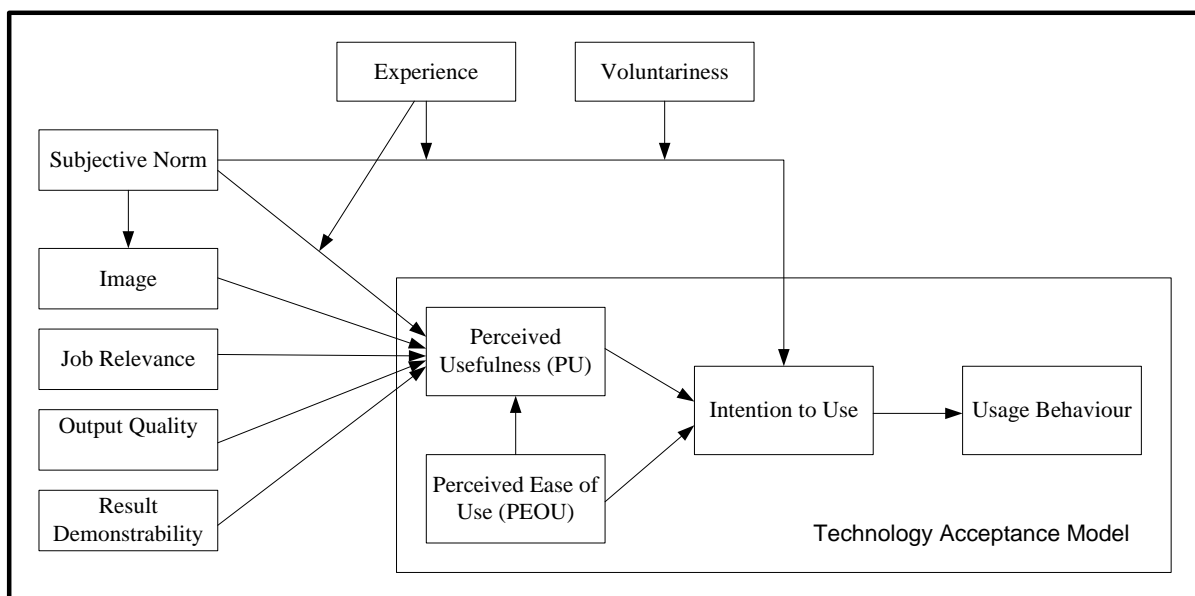 Experience
Voluntariness
Subjective Norm
Image
Job Relevance
Output Quality
Result
Demonstrability
Perceived
Usefulness (PU)
Perceived Ease of
Use (PEOU)
Intention to Use
Usage Behaviour
Technology Acceptance Model